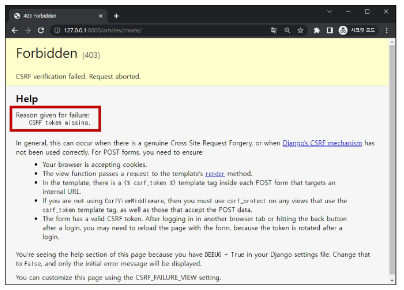 403 Forbidden
127.0.0.1:8000/articles/create/
시크릿 모드
Forbidden (403)
CSRF verification failed. Request aborted.
Help
Reason given for failure:
CSRF token missing.
In general, this can occur when there is a genuine Cross Site Request Forgery, or when Django's CSRF mechanism has
not been used correctly. For POST forms, you need to ensure:
• Your browser is accepting cookies.
• The view function passes a request to the template's render method.
• In the template, there is a {% csrf_token %} template tag inside each POST form that targets an
internal URL.
• If you are not using CsrfViewMiddleware, then you must use csrf_protect on any views that use the
csrf_token template tag, as well as those that accept the POST data.
• The form has a valid CSRF token. After logging in in another browser tab or hitting the back button
after a login, you may need to reload the page with the form, because the token is rotated after a
login.
You're seeing the help section of this page because you have DEBUG = True in your Django settings file. Change that
to False, and only the initial error message will be displayed.
You can customize this page using the CSRF_FAILURE_VIEW setting.